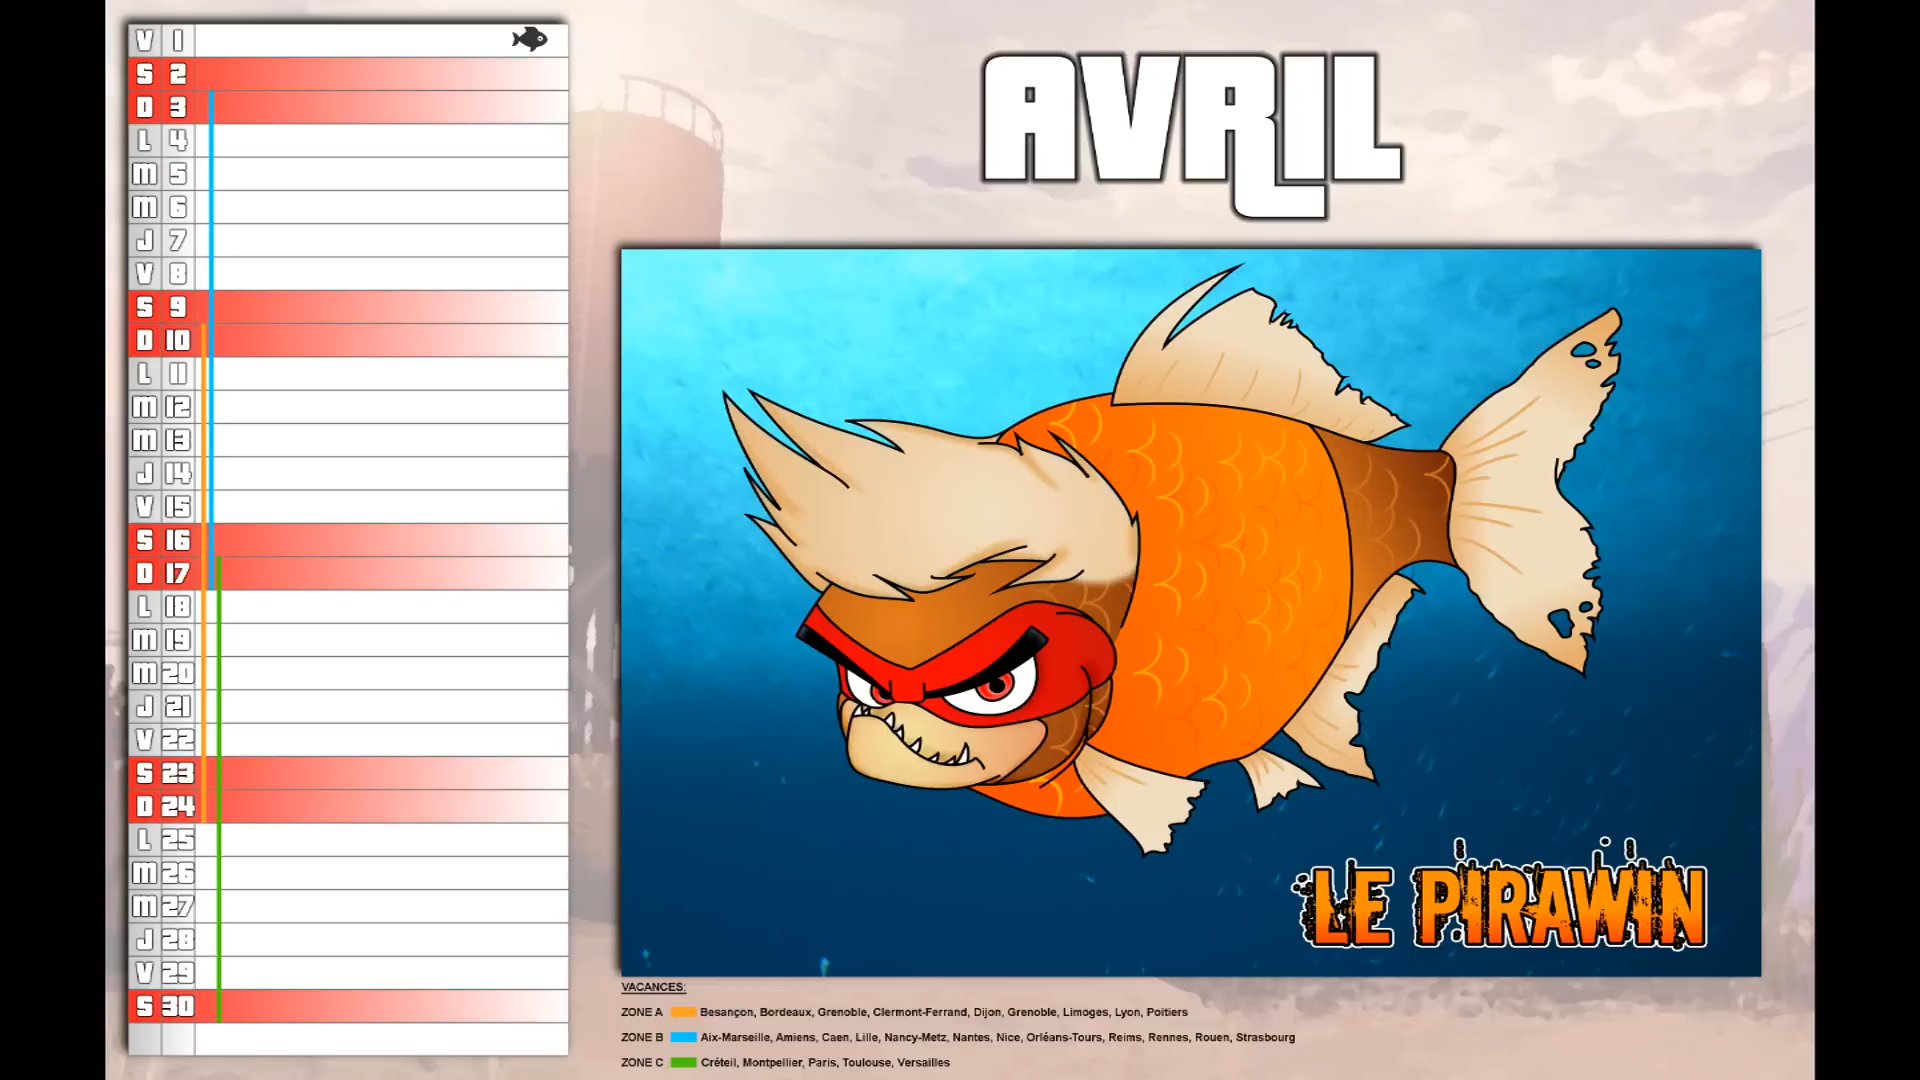 AVRIL
V 1
S 2
D 3
L 4
M 5
M 6
J 7
V 8
S 9
D 10
L 11
M 12
M 13
J 14
V 15
S 16
D 17
L 18
M 19
M 20
J 21
V 22
S 23
D 24
L 25
M 26
M 27
J 28
V 29
S 30
LE PIRAWIN
VACANCES:
ZONE A Besançon, Bordeaux, Grenoble, Clermont-Ferrand, Dijon, Grenoble, Limoges, Lyon, Poitiers
ZONE B Aix-Marseille, Amiens, Caen, Lille, Nancy-Metz, Nantes, Nice, Orléans-Tours, Reims, Rennes, Rouen, Strasbourg
ZONE C Créteil, Montpellier, Paris, Toulouse, Versailles